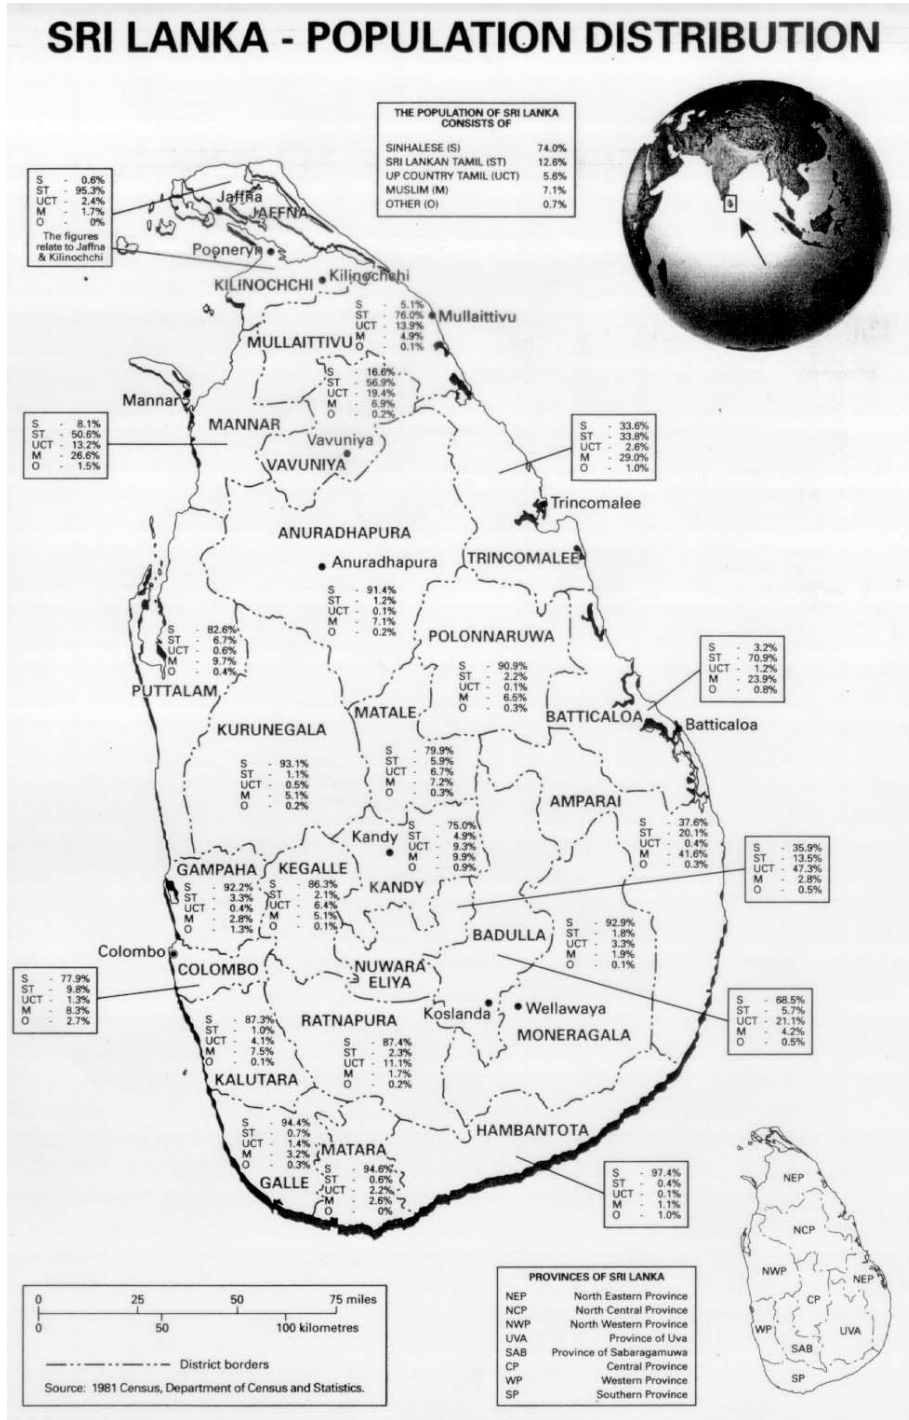 SRI LANKA - POPULATION DISTRIBUTION
THE POPULATION OF SRI LANKA
CONSISTS OF
SINHALESE (S) 74.0%
SRI LANKAN TAMIL (ST) 12.6%
UP COUNTRY TAMIL (UCT) 5.6%
MUSLIM (M) 7.1%
OTHER (O) 0.7%
S - 0.6%
ST - 95.3%
UCT - 2.4%
M - 1.7%
O - 0%
The figures
relate to Jaffna
& Kilinochchi
Jaffna
JAFFNA
Pooneryn
Kilinochchi
KILINOCHCHI
S - 5.1%
ST - 76.0%
UCT - 13.9%
M - 4.9%
O - 0.1%
Mullaittivu
MULLAITTIVU
S - 16.6%
ST - 56.9%
UCT - 19.4%
M - 6.9%
O - 0.2%
Mannar
MANNAR
S - 8.1%
ST - 50.6%
UCT - 13.2%
M - 26.6%
O - 1.5%
Vavuniya
VAVUNIYA
S - 33.6%
ST - 33.8%
UCT - 2.6%
M - 29.0%
O - 1.0%
Trincomalee
TRINCOMALEE
ANURADHAPURA
Anuradhapura
S - 91.4%
ST - 1.2%
UCT - 0.1%
M - 7.1%
O - 0.2%
S - 82.6%
ST - 6.7%
UCT - 0.6%
M - 9.7%
O - 0.4%
PUTTALAM
POLONNARUWA
S - 90.9%
ST - 2.2%
UCT - 0.1%
M - 6.5%
O - 0.3%
S - 3.2%
ST - 70.9%
UCT - 1.2%
M - 23.9%
O - 0.8%
BATTICALOA
Batticaloa
KURUNEGALA
S - 93.1%
ST - 1.1%
UCT - 0.5%
M - 5.1%
O - 0.2%
MATALE
S - 79.9%
ST - 5.9%
UCT - 6.7%
M - 7.2%
O - 0.3%
AMPARAI
S - 37.6%
ST - 20.1%
UCT - 0.4%
M - 41.6%
O - 0.3%
Kandy
S - 75.0%
ST - 4.9%
UCT - 9.3%
M - 9.9%
O - 0.9%
KANDY
S - 35.9%
ST - 13.5%
UCT - 47.3%
M - 2.8%
O - 0.5%
GAMPAHA
S - 92.2%
ST - 3.3%
UCT - 0.4%
M - 2.8%
O - 1.3%
KEGALLE
S - 86.3%
ST - 2.1%
UCT - 6.4%
M - 5.1%
O - 0.1%
BADULLA
S - 92.9%
ST - 1.8%
UCT - 3.3%
M - 1.9%
O - 0.1%
Colombo
COLOMBO
S - 77.9%
ST - 9.8%
UCT - 1.3%
M - 8.3%
O - 2.7%
NUWARA
ELIYA
Koslanda
Wellawaya
MONERAGALA
S - 68.5%
ST - 5.7%
UCT - 21.1%
M - 4.2%
O - 0.5%
S - 87.3%
ST - 1.0%
UCT - 4.1%
M - 7.5%
O - 0.1%
KALUTARA
RATNAPURA
S - 87.4%
ST - 2.3%
UCT - 11.1%
M - 1.7%
O - 0.2%
S - 94.4%
ST - 0.7%
UCT - 1.4%
M - 3.2%
O - 0.3%
GALLE
MATARA
S - 94.6%
ST - 0.6%
UCT - 2.2%
M - 2.6%
O - 0%
HAMBANTOTA
S - 97.4%
ST - 0.4%
UCT - 0.1%
M - 1.1%
O - 1.0%
NEP
NCP
NWP
NEP
CP
WP
UVA
SAB
SP
0 25 50 75 miles
0 50 100 kilometres
District borders
Source: 1981 Census, Department of Census and Statistics.
PROVINCES OF SRI LANKA
NEP North Eastern Province
NCP North Central Province
NWP North Western Province
UVA Province of Uva
SAB Province of Sabaragamuwa
CP Central Province
WP Western Province
SP Southern Province